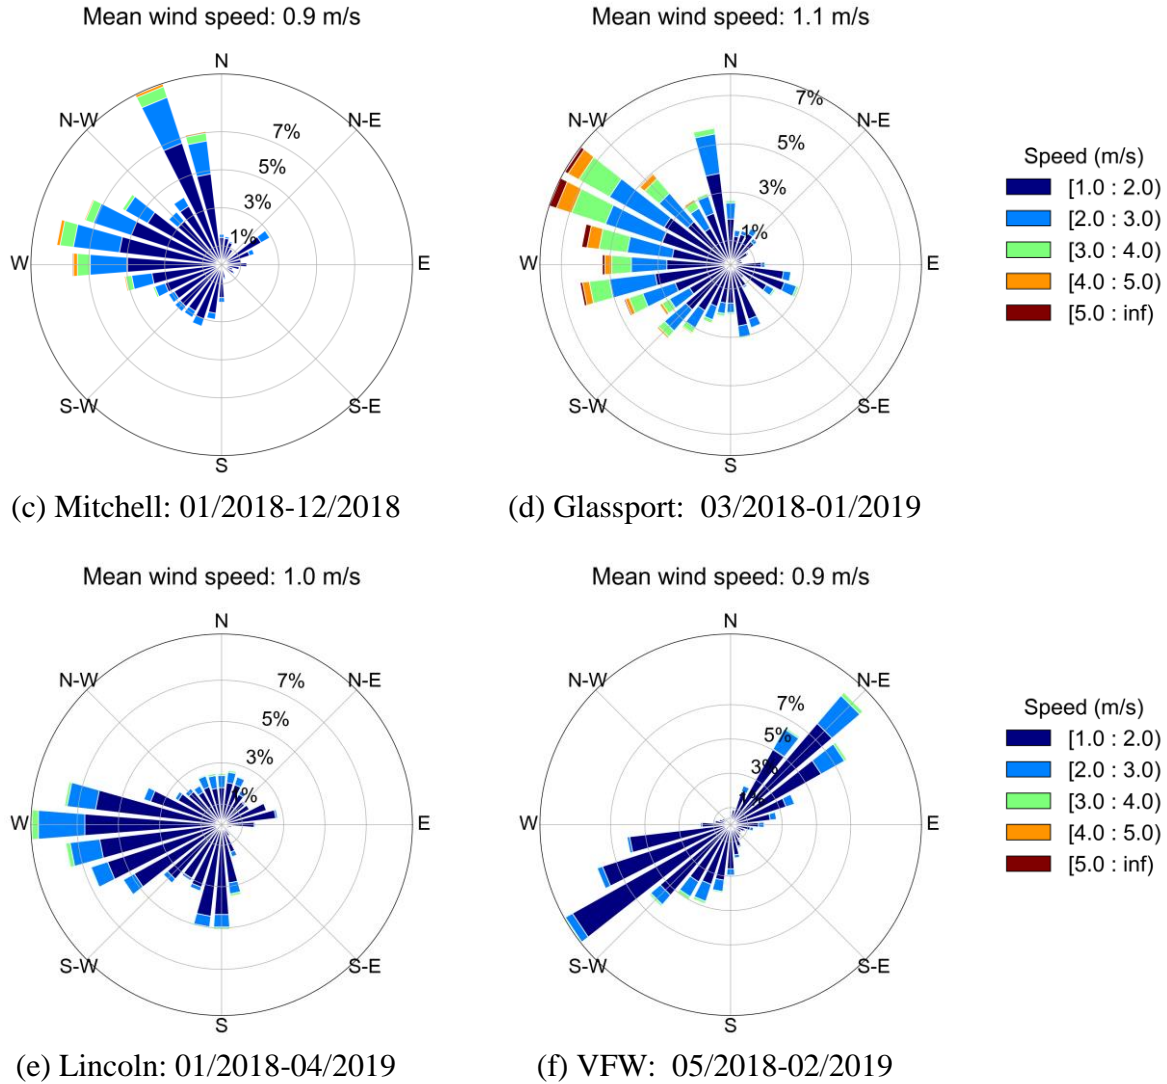 Mean wind speed: 0.9 m/s
Mean wind speed: 1.1 m/s
N
N-W
N-E
7%
5%
3%
1%
W
E
S-W
S-E
S
N
N-W
N-E
7%
5%
3%
1%
W
E
S-W
S-E
S
Speed (m/s)
[1.0 : 2.0)
[2.0 : 3.0)
[3.0 : 4.0)
[4.0 : 5.0)
[5.0 : inf)
(c) Mitchell: 01/2018-12/2018
(d) Glassport: 03/2018-01/2019
Mean wind speed: 1.0 m/s
Mean wind speed: 0.9 m/s
N
N-W
N-E
7%
5%
3%
1%
W
E
S-W
S-E
S
N
N-W
N-E
7%
5%
3%
1%
W
E
S-W
S-E
S
Speed (m/s)
[1.0 : 2.0)
[2.0 : 3.0)
[3.0 : 4.0)
[4.0 : 5.0)
[5.0 : inf)
(e) Lincoln: 01/2018-04/2019
(f) VFW: 05/2018-02/2019